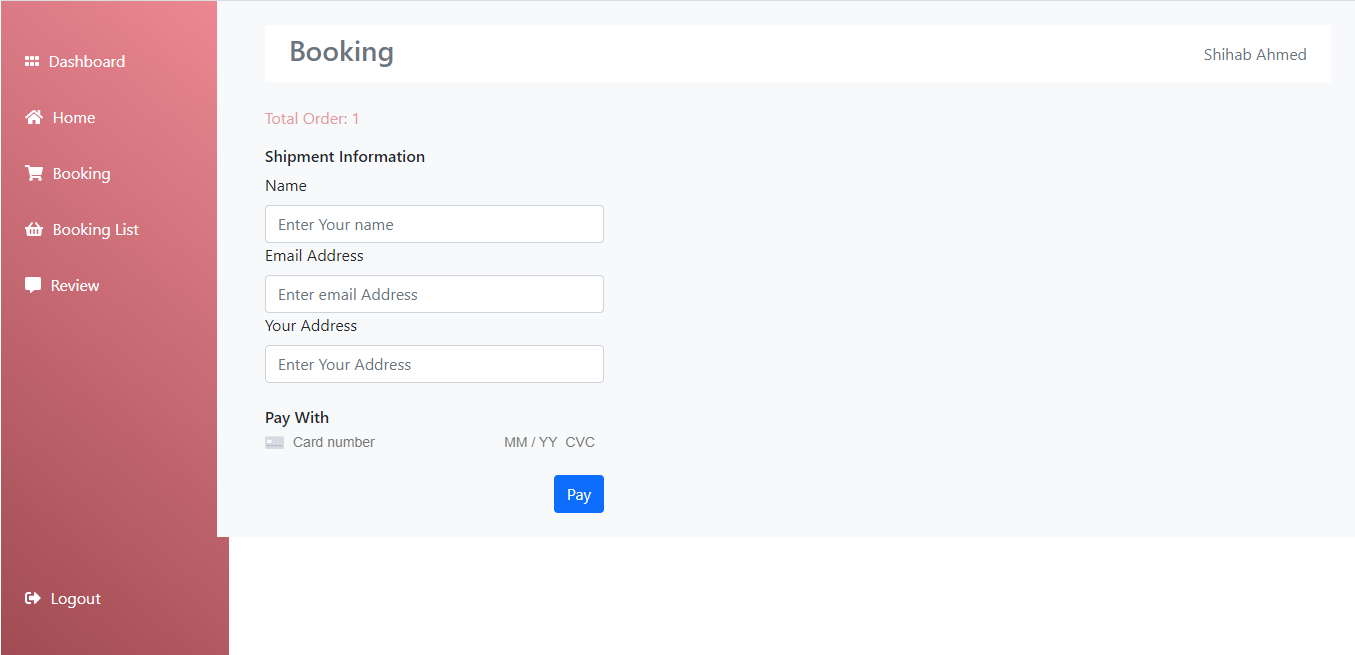 Dashboard
Home
Booking
Booking List
Review
Logout
Booking
Shihab Ahmed
Total Order: 1
Shipment Information
Name
Enter Your name
Email Address
Enter email Address
Your Address
Enter Your Address
Pay With
Card number MM / YY CVC
Pay